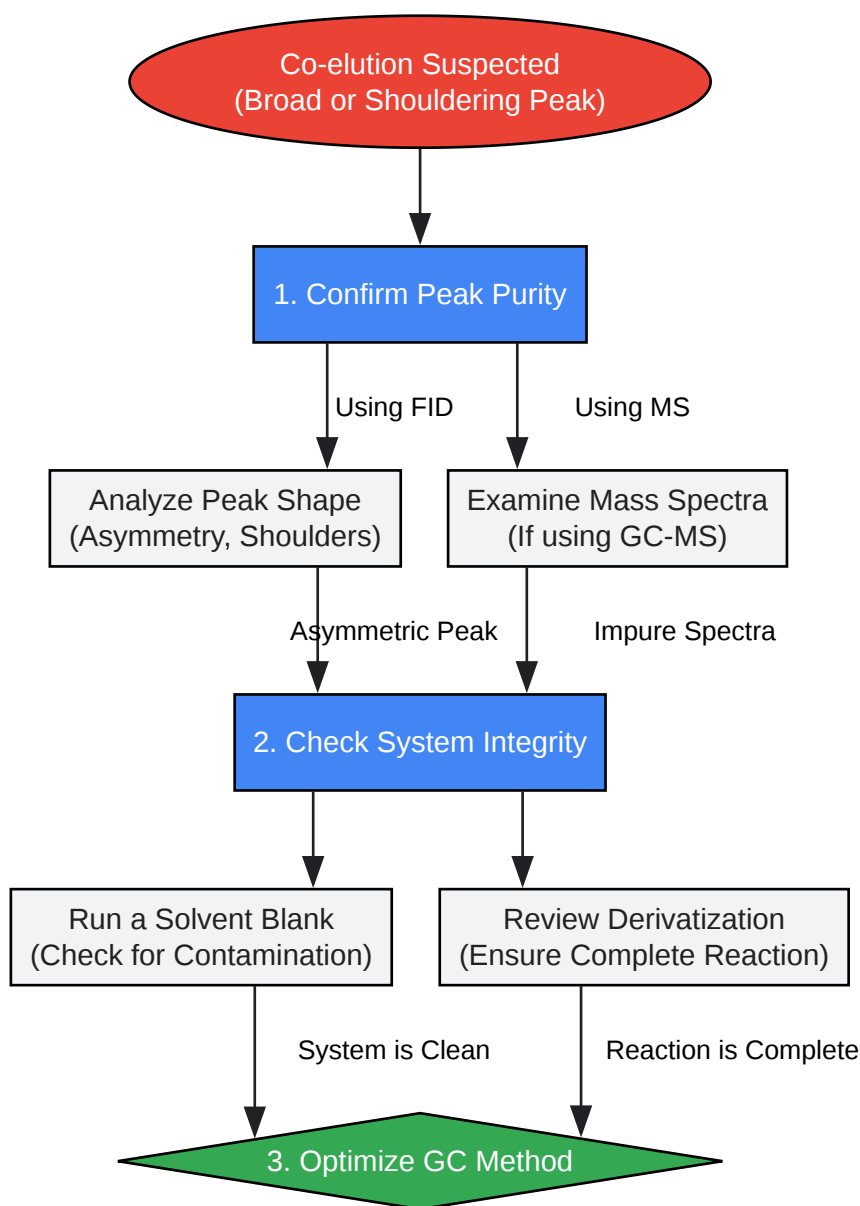 Co-elution Suspected
(Broad or Shouldering Peak)
1. Confirm Peak Purity
Using FID
Using MS
Analyze Peak Shape
(Asymmetry, Shoulders)
Examine Mass Spectra
(If using GC-MS)
Asymmetric Peak
Impure Spectra
2. Check System Integrity
Run a Solvent Blank
(Check for Contamination)
Review Derivatization
(Ensure Complete Reaction)
System is Clean
Reaction is Complete
3. Optimize GC Method